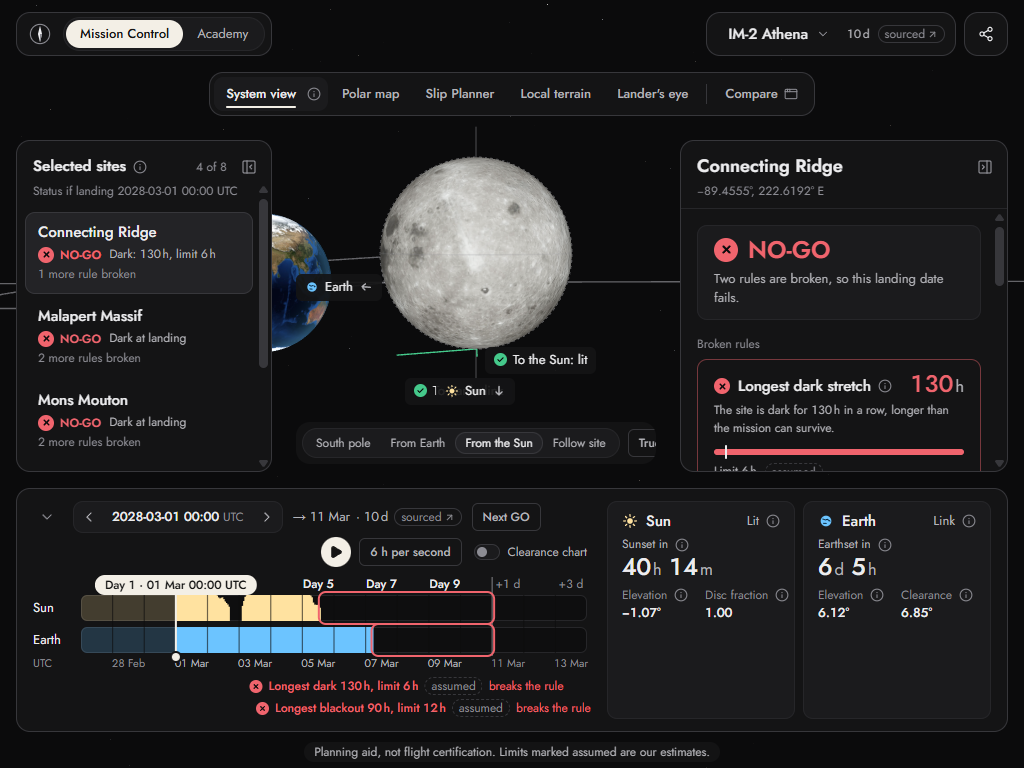 Mission Control
Academy
IM-2 Athena
10 d
sourced ↗
System view
Polar map
Slip Planner
Local terrain
Lander's eye
Compare
Selected sites
4 of 8
Status if landing 2028-03-01 00:00 UTC
Connecting Ridge
NO-GO Dark: 130 h, limit 6 h
1 more rule broken
Malapert Massif
NO-GO Dark at landing
2 more rules broken
Mons Mouton
NO-GO Dark at landing
2 more rules broken
Earth ←
To the Sun: lit
Sun ↓
South pole
From Earth
From the Sun
Follow site
Connecting Ridge
−89.4555°, 222.6192° E
NO-GO
Two rules are broken, so this landing date
fails.
Broken rules
Longest dark stretch 130 h
The site is dark for 130 h in a row, longer than
the mission can survive.
Limit 6 h assumed
2028-03-01 00:00 UTC
→ 11 Mar · 10 d sourced ↗
Next GO
6 h per second
Clearance chart
Day 1 · 01 Mar 00:00 UTC
Day 5
Day 7
Day 9
+1 d
+3 d
Sun
Earth
UTC
28 Feb
01 Mar
03 Mar
05 Mar
07 Mar
09 Mar
11 Mar
13 Mar
Longest dark 130 h, limit 6 h assumed breaks the rule
Longest blackout 90 h, limit 12 h assumed breaks the rule
Sun
Lit
Sunset in
40 h 14 m
Elevation
Disc fraction
−1.07°
1.00
Earth
Link
Earthset in
6 d 5 h
Elevation
Clearance
6.12°
6.85°
Planning aid, not flight certification. Limits marked assumed are our estimates.